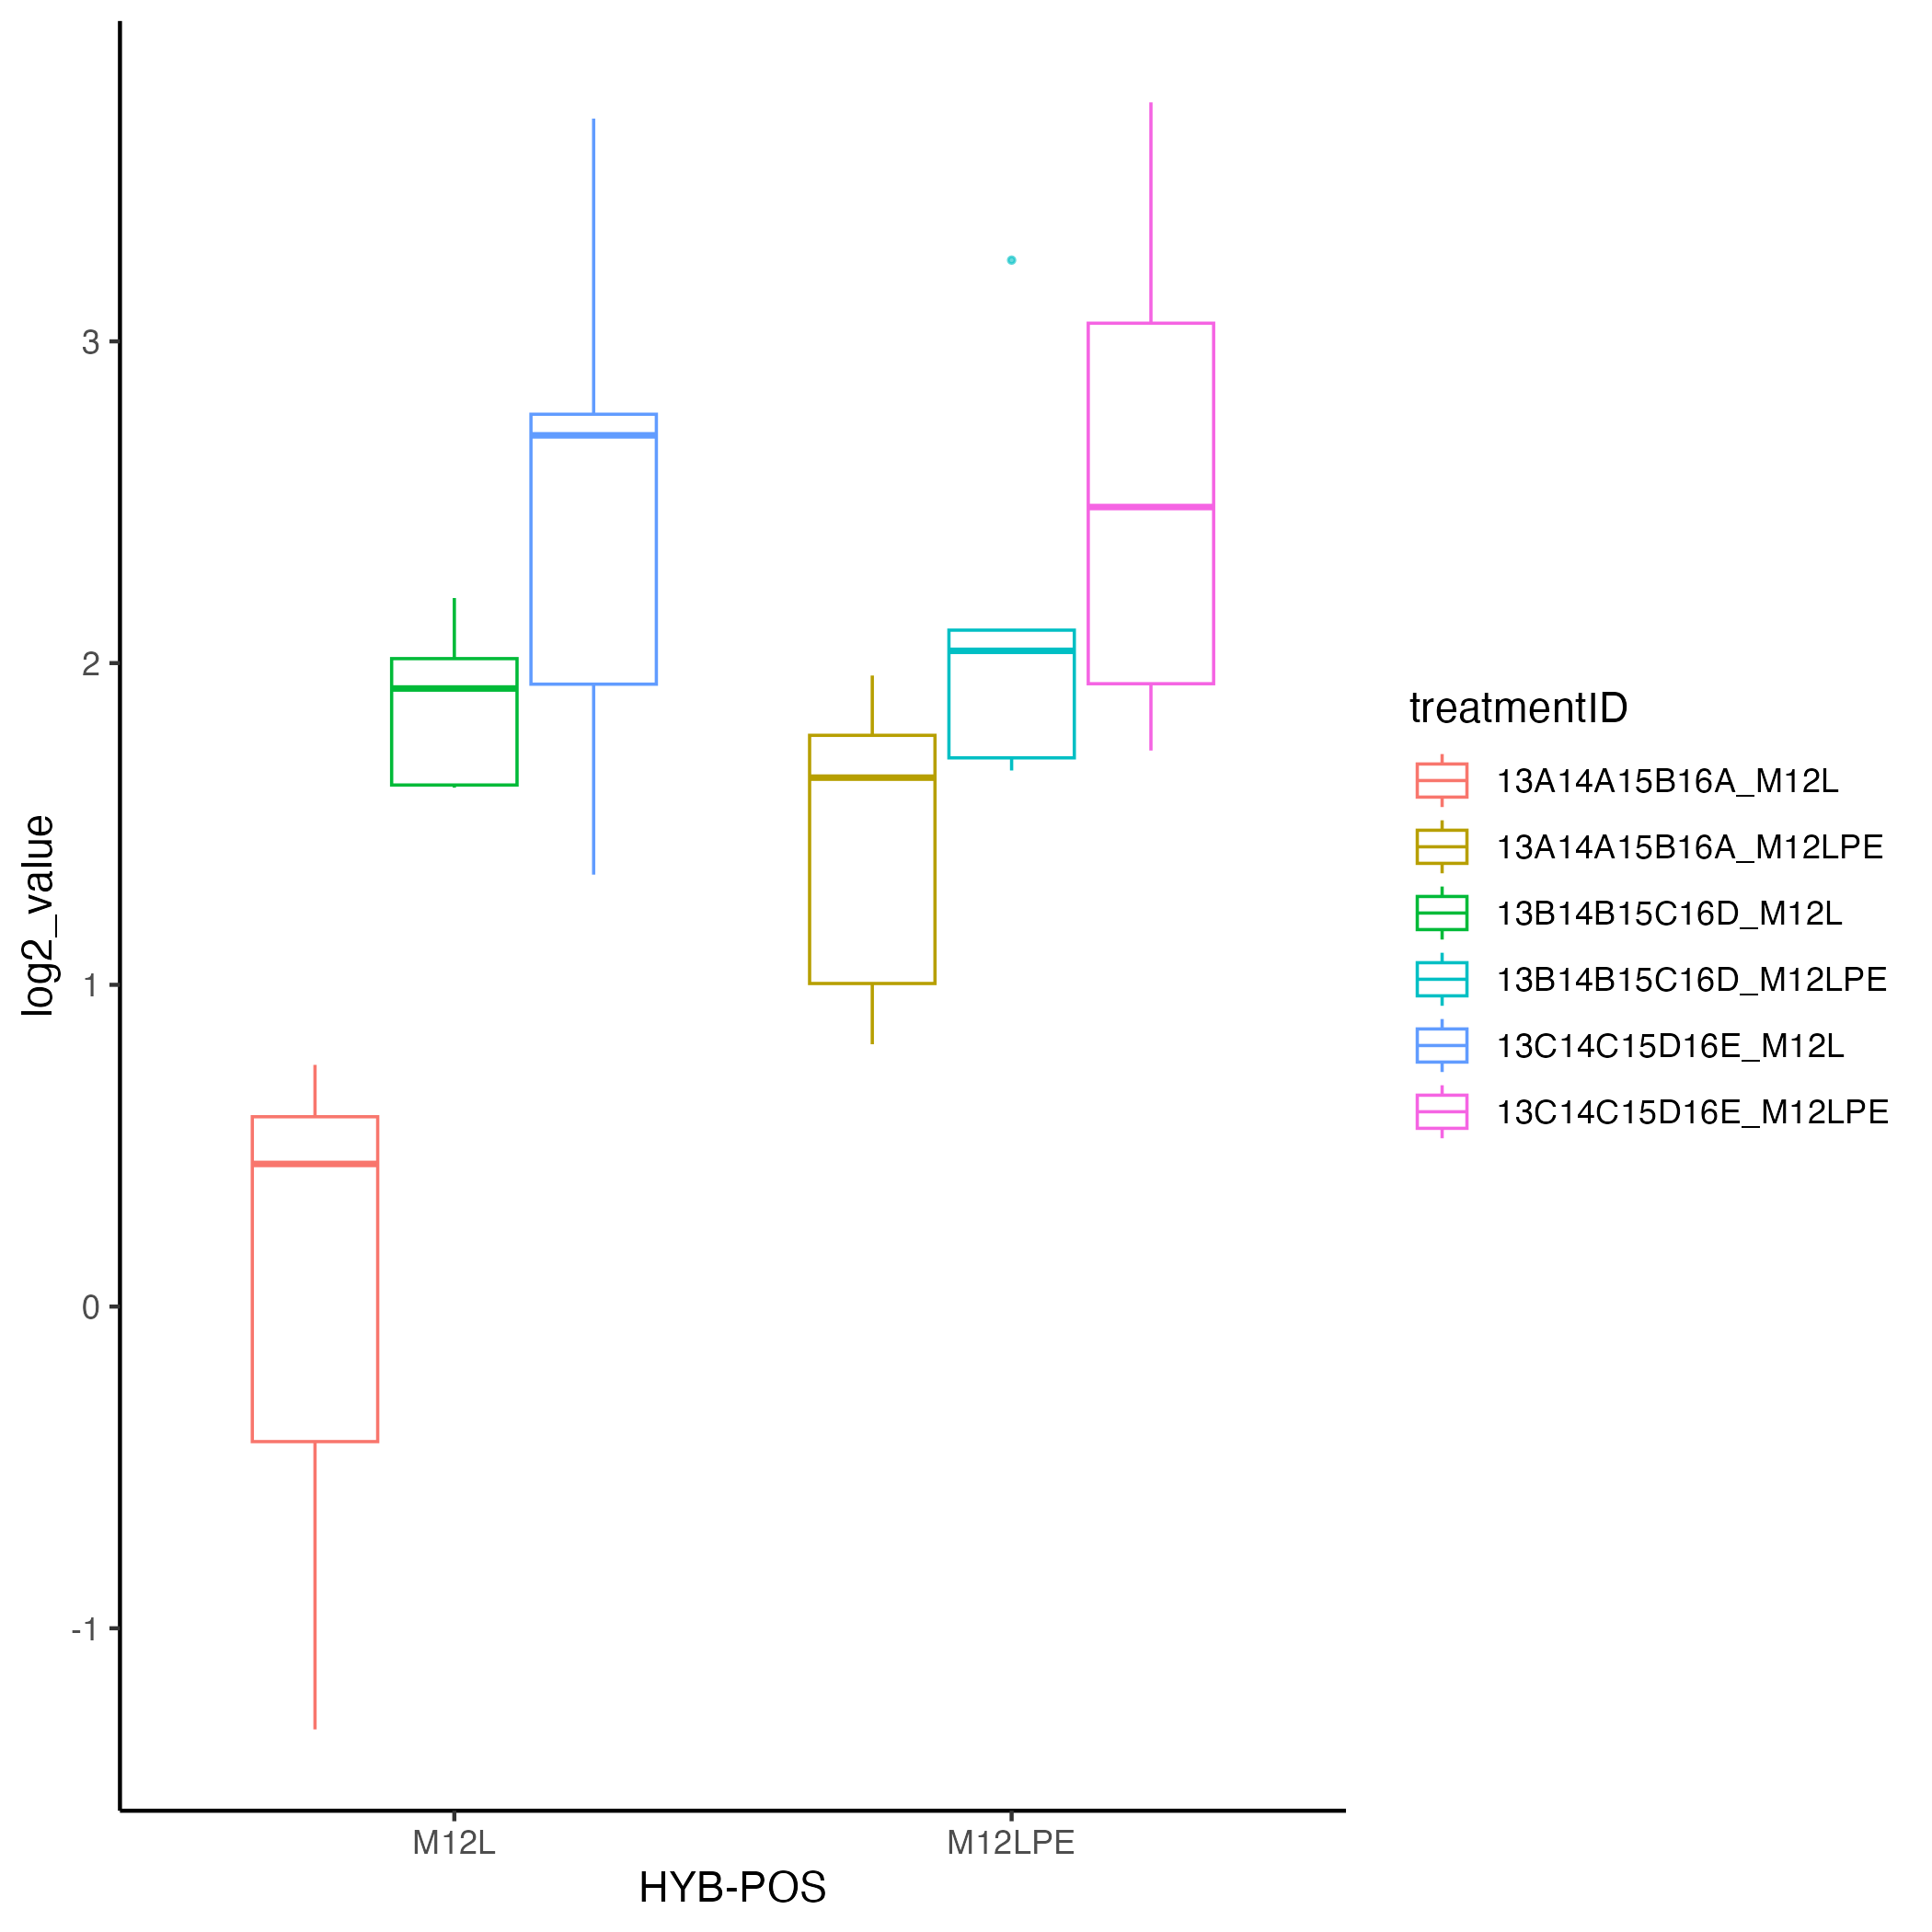 log2_value
3
2
1
0
-1
M12L
M12LPE
HYB-POS
treatmentID
13A14A15B16A_M12L
13A14A15B16A_M12LPE
13B14B15C16D_M12L
13B14B15C16D_M12LPE
13C14C15D16E_M12L
13C14C15D16E_M12LPE